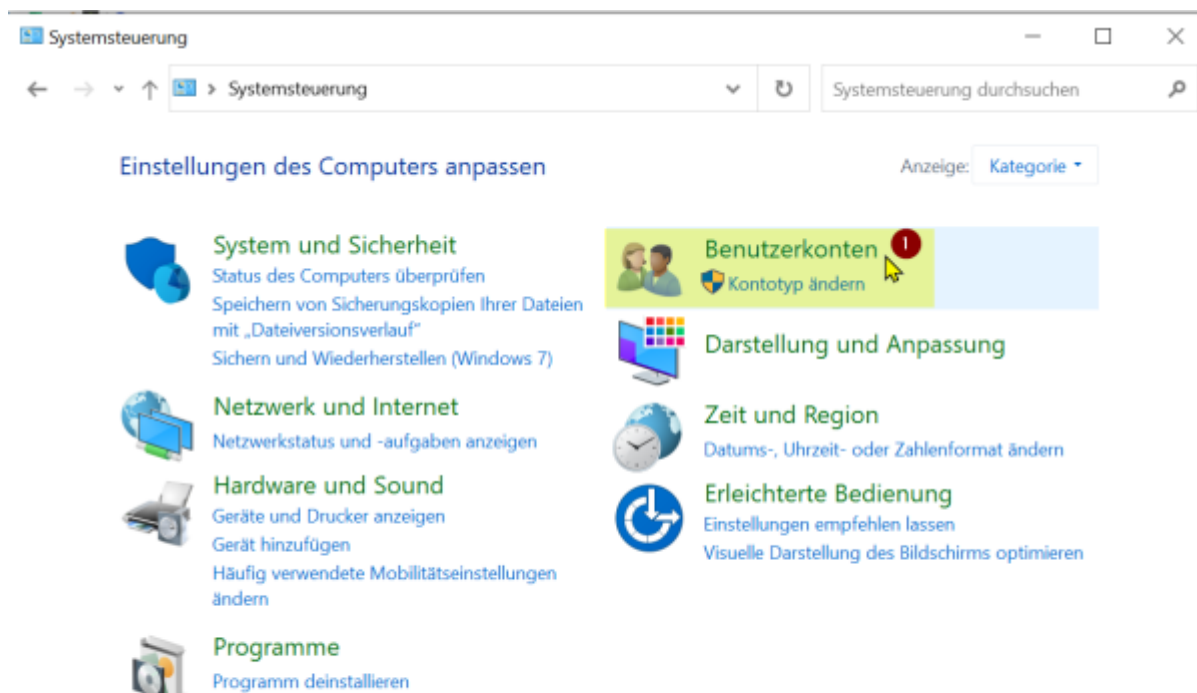 Systemsteuerung
Systemsteuerung
Systemsteuerung durchsuchen
Einstellungen des Computers anpassen
Anzeige: Kategorie
System und Sicherheit
Status des Computers überprüfen
Speichern von Sicherungskopien Ihrer Dateien
mit „Dateiversionsverlauf“
Sichern und Wiederherstellen (Windows 7)
Netzwerk und Internet
Netzwerkstatus und -aufgaben anzeigen
Hardware und Sound
Geräte und Drucker anzeigen
Gerät hinzufügen
Häufig verwendete Mobilitätseinstellungen
ändern
Programme
Programm deinstallieren
Benutzerkonten 1
Kontotyp ändern
Darstellung und Anpassung
Zeit und Region
Datums-, Uhrzeit- oder Zahlenformat ändern
Erleichterte Bedienung
Einstellungen empfehlen lassen
Visuelle Darstellung des Bildschirms optimieren